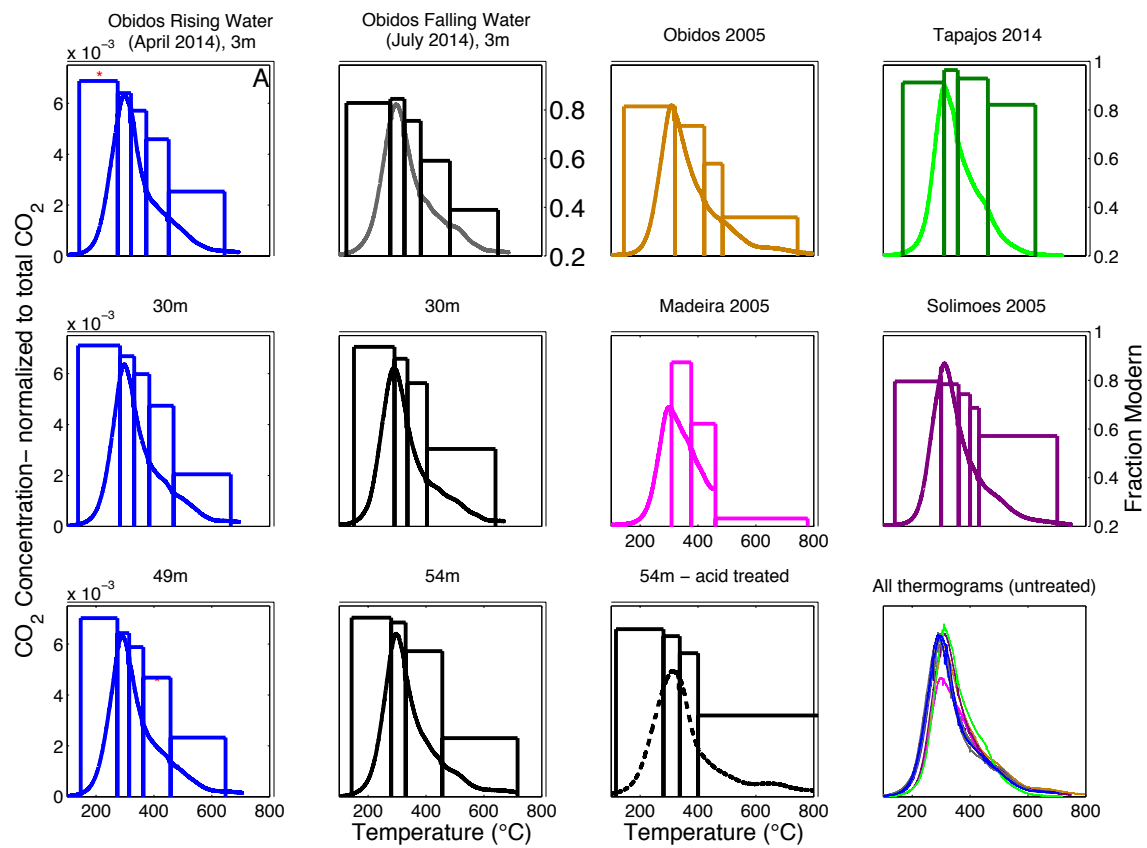 Obidos Rising Water
(April 2014), 3m
Obidos Falling Water
(July 2014), 3m
Obidos 2005
Tapajos 2014
x 10⁻³
*
A
6
4
2
0
0.8
0.6
0.4
0.2
1
0.8
0.6
0.4
0.2
30m
30m
Madeira 2005
Solimoes 2005
x 10⁻³
6
4
2
0
200 400 600 800
1
0.8
0.6
0.4
0.2
Fraction Modern
CO₂ Concentration− normalized to total CO₂
49m
54m
54m − acid treated
All thermograms (untreated)
x 10⁻³
*
6
4
2
0
200 400 600 800
200 400 600 800
200 400 600 800
200 400 600 800
Temperature (°C)
Temperature (°C)